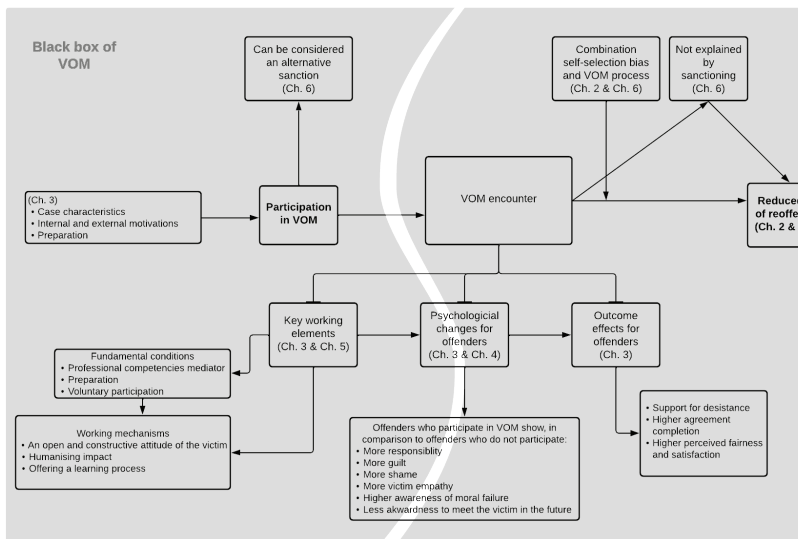 Black box of
VOM
Can be considered
an alternative
sanction
(Ch. 6)
Combination
self-selection bias
and VOM process
(Ch. 2 & Ch. 6)
Not explained
by
sanctioning
(Ch. 6)
(Ch. 3)
• Case characteristics
• Internal and external motivations
• Preparation
Participation
in VOM
VOM encounter
Reduced
of reoffe
(Ch. 2 &
Key working
elements
(Ch. 3 & Ch. 5)
Psychologicial
changes for
offenders
(Ch. 3 & Ch. 4)
Outcome
effects for
offenders
(Ch. 3)
Fundamental conditions
• Professional competencies mediator
• Preparation
• Voluntary participation
Working mechanisms
• An open and constructive attitude of the victim
• Humanising impact
• Offering a learning process
Offenders who participate in VOM show, in
comparison to offenders who do not participate:
• More responsiblity
• More guilt
• More shame
• More victim empathy
• Higher awareness of moral failure
• Less akwardness to meet the victim in the future
• Support for desistance
• Higher agreement
completion
• Higher perceived fairness
and satisfaction